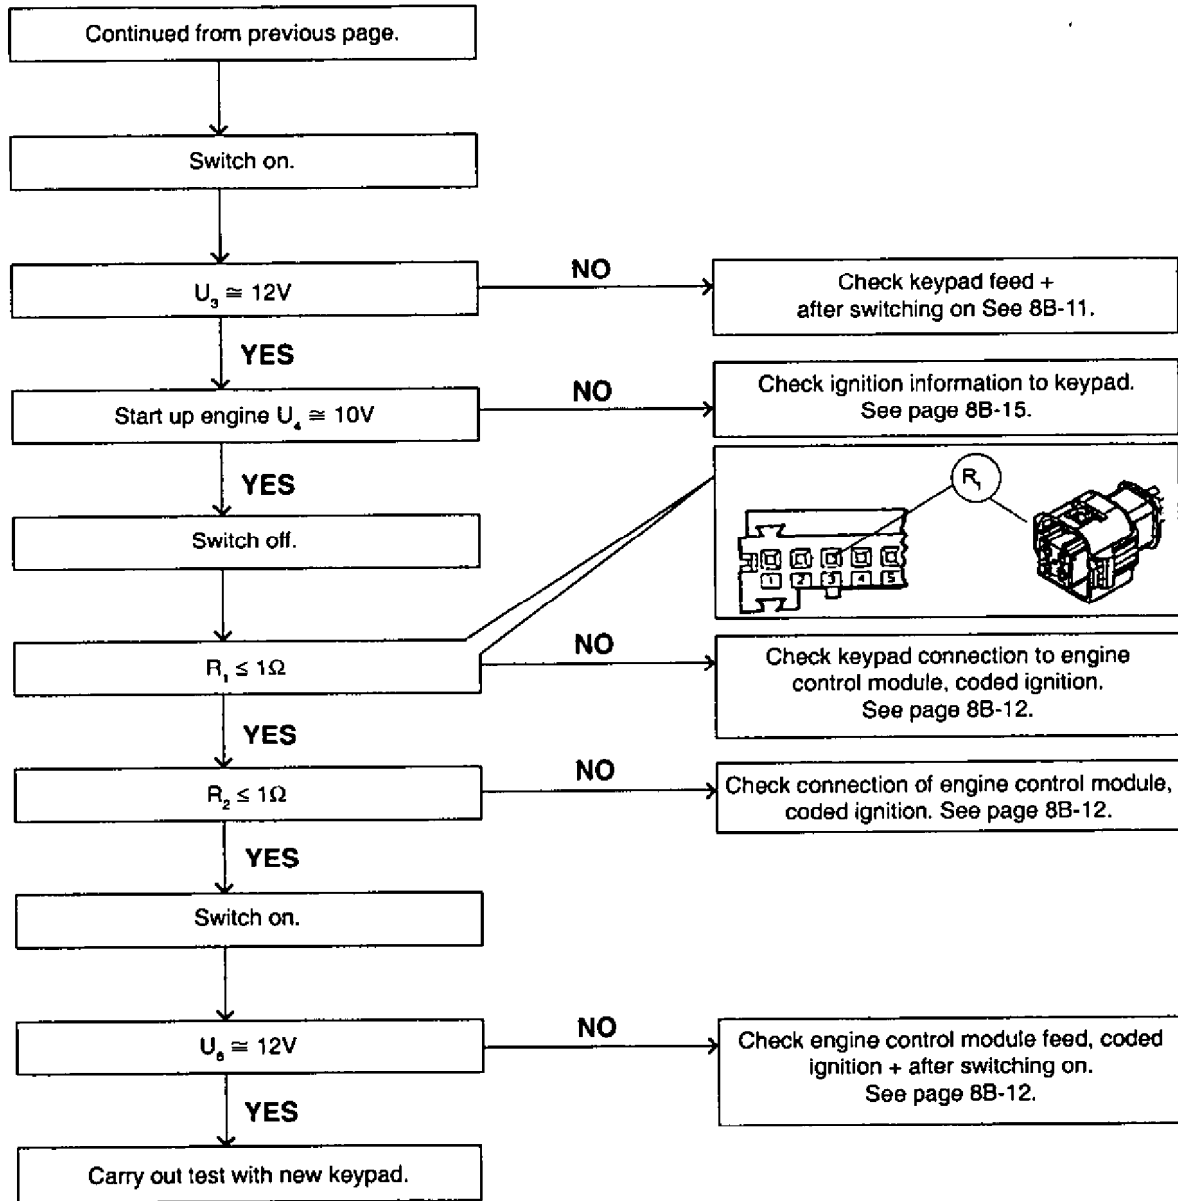 Continued from previous page.
Switch on.
U₃ ≅ 12V
NO
Check keypad feed +
after switching on See 8B-11.
YES
Start up engine U₄ ≅ 10V
NO
Check ignition information to keypad.
See page 8B-15.
YES
Switch off.
R₁
1 2 3 4 5
R₁ ≤ 1Ω
NO
Check keypad connection to engine
control module, coded ignition.
See page 8B-12.
YES
R₂ ≤ 1Ω
NO
Check connection of engine control module,
coded ignition. See page 8B-12.
YES
Switch on.
U₆ ≅ 12V
NO
Check engine control module feed, coded
ignition + after switching on.
See page 8B-12.
YES
Carry out test with new keypad.